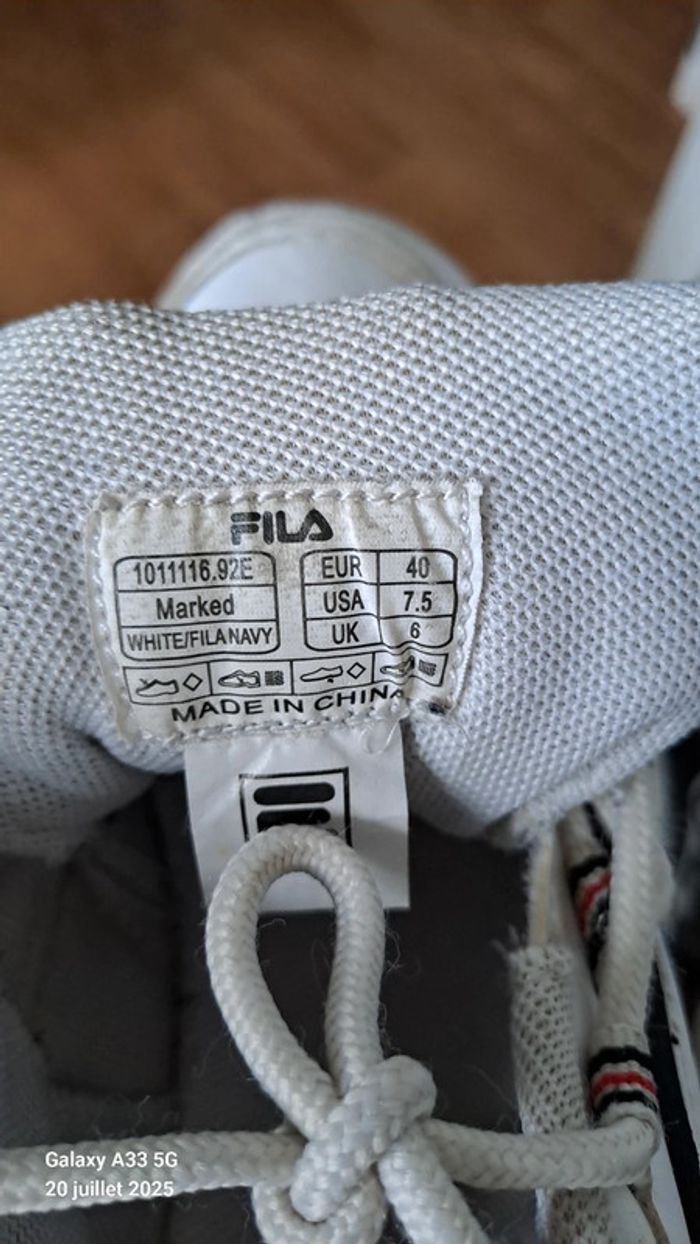 FILA
1011116.92E
Marked
WHITE/FILANAVY
EUR 40
USA 7.5
UK 6
MADE IN CHINA
Galaxy A33 5G
20 juillet 2025